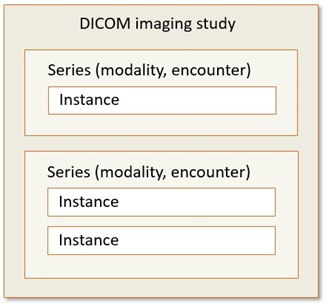 DICOM imaging study
Series (modality, encounter)
Instance
Series (modality, encounter)
Instance
Instance